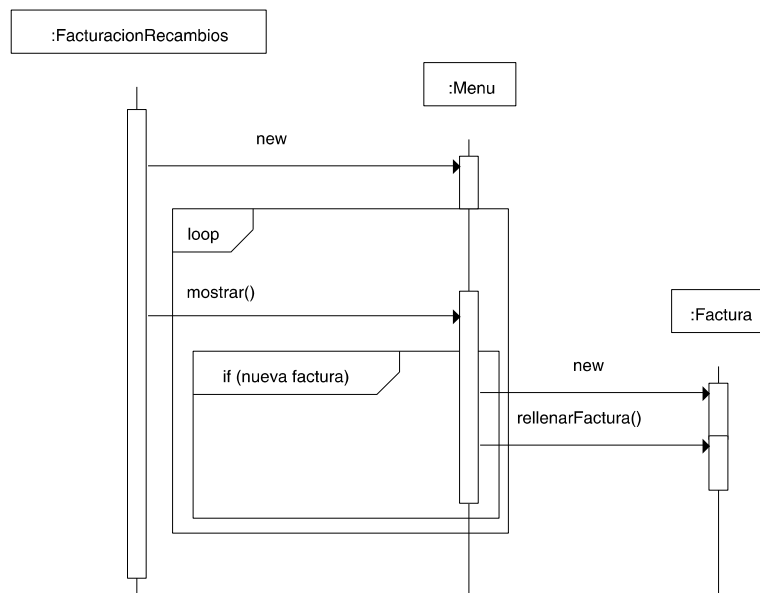 :FacturacionRecambios
:Menu
new
loop
mostrar()
:Factura
new
if (nueva factura)
rellenarFactura()